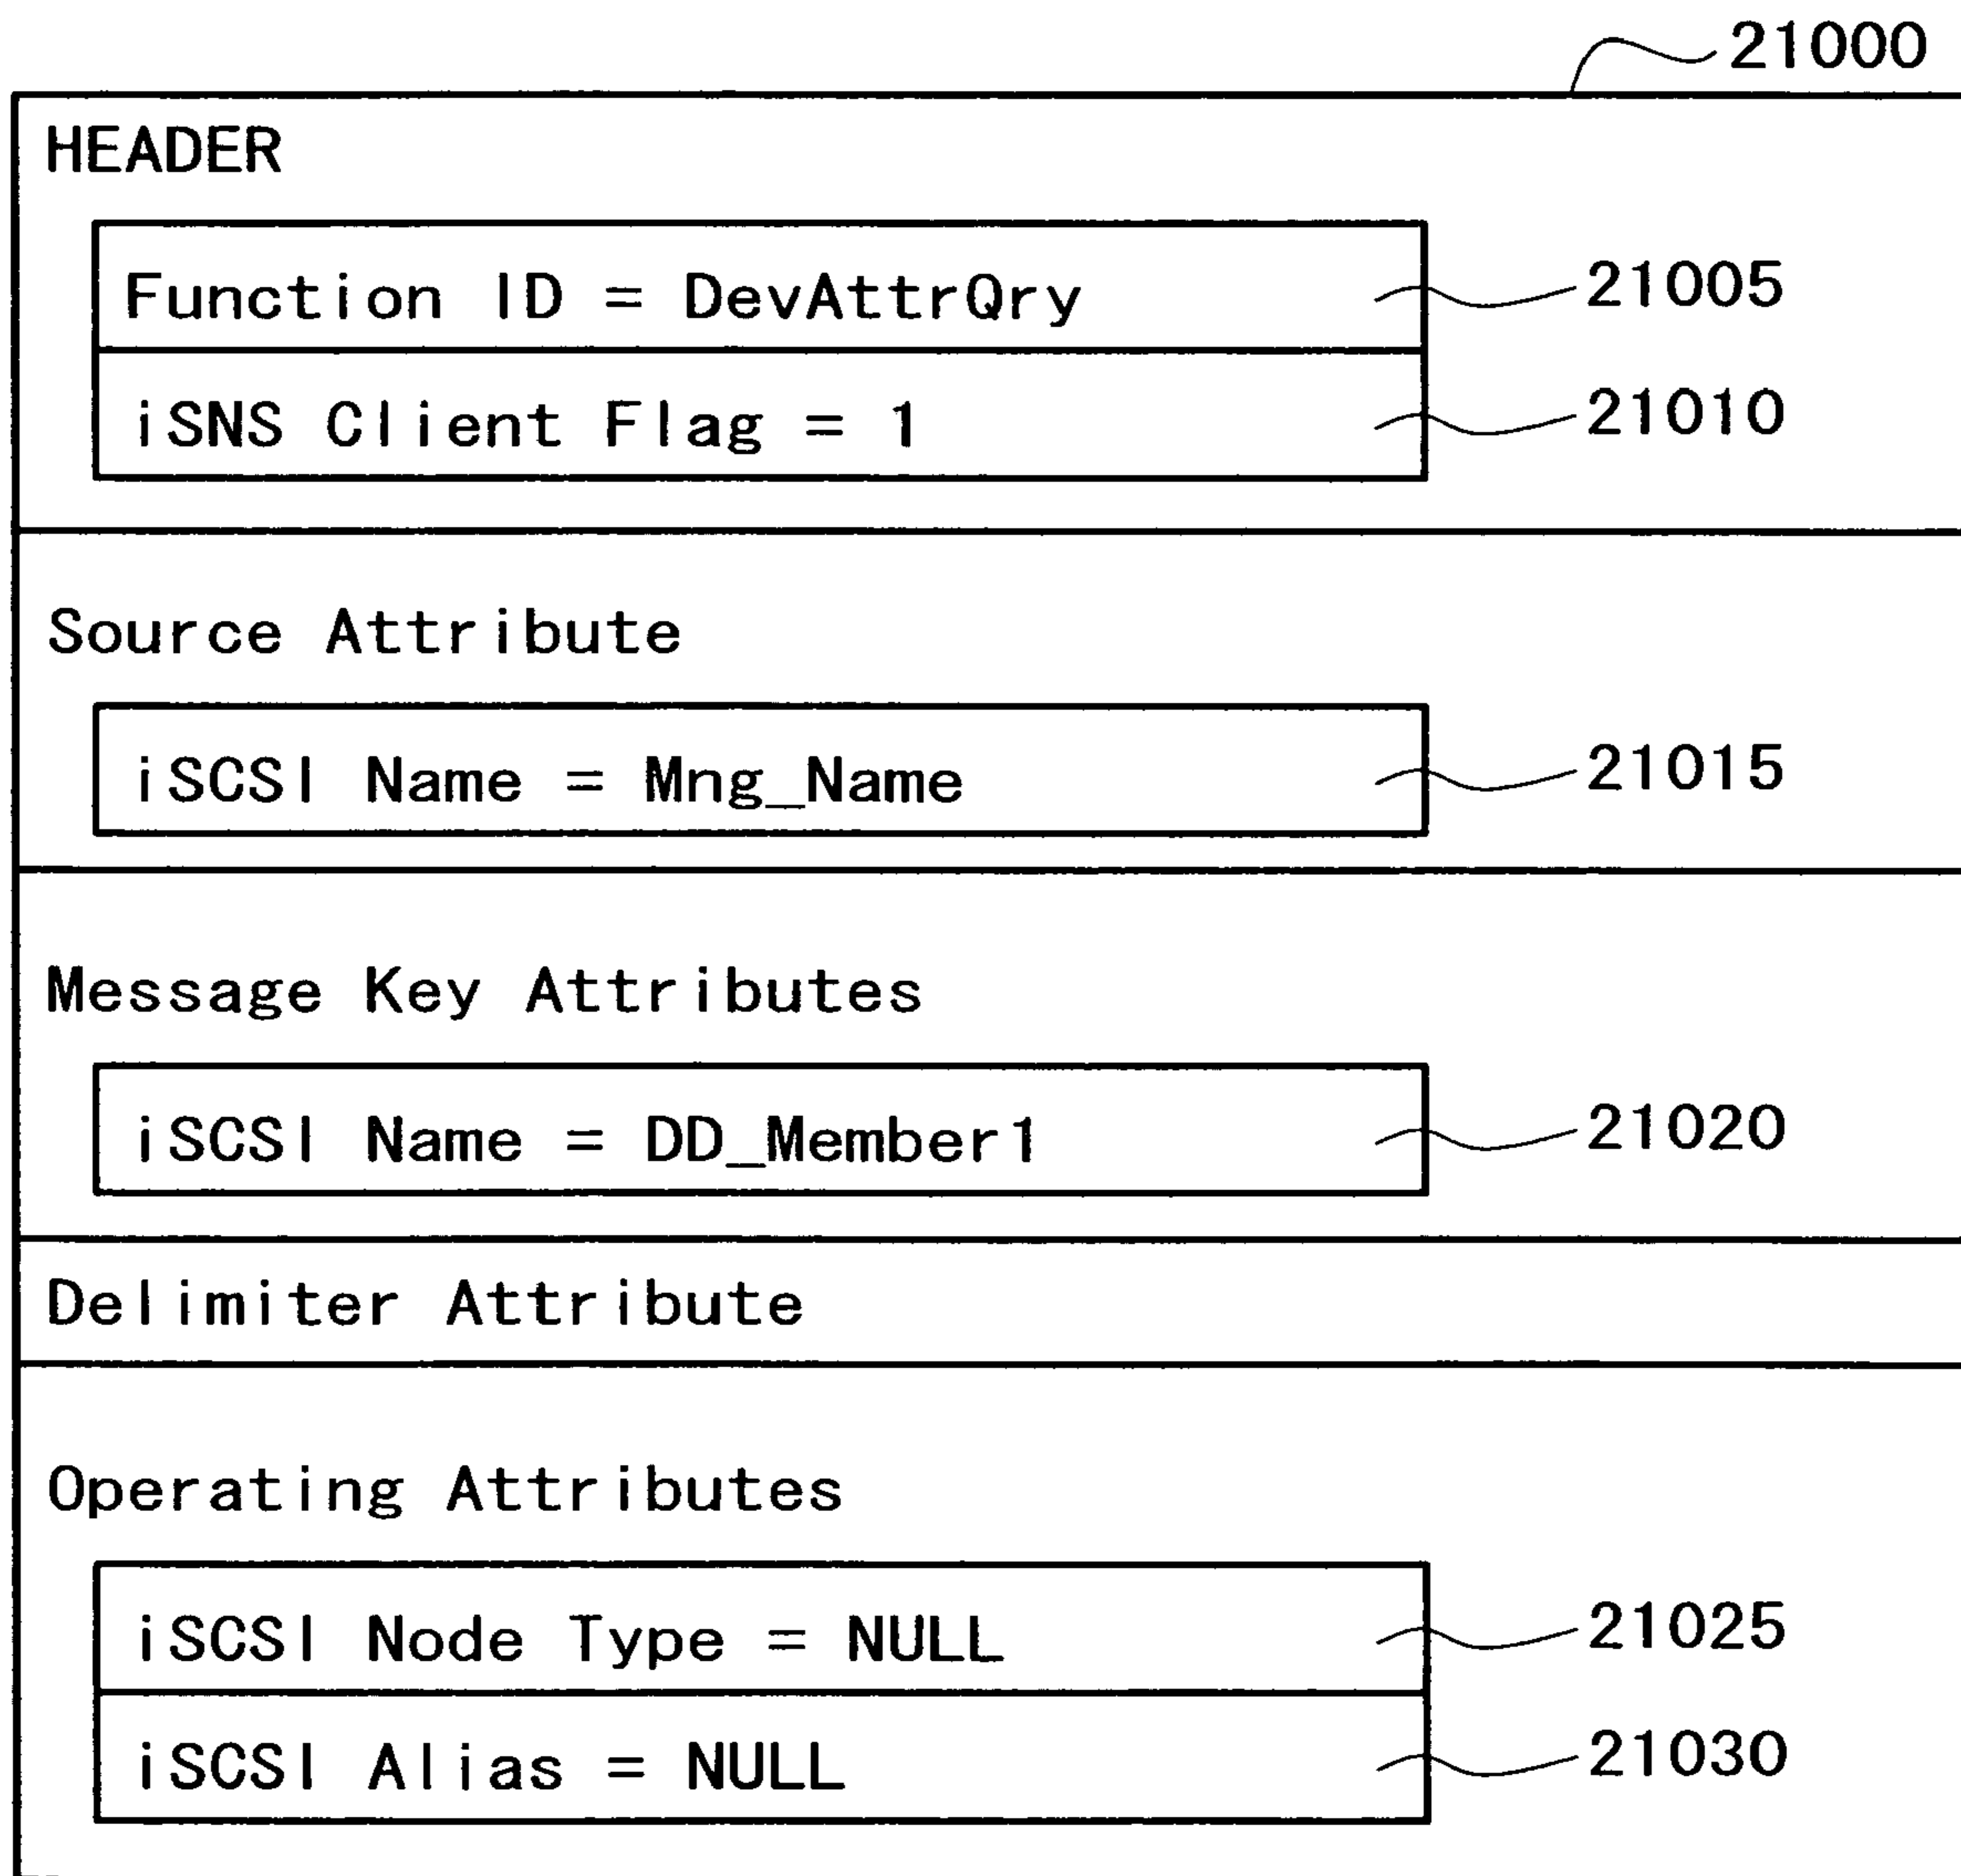 21000
HEADER
Function ID = DevAttrQry 21005
iSNS Client Flag = 1 21010
Source Attribute
iSCSI Name = Mng_Name 21015
Message Key Attributes
iSCSI Name = DD_Member1 21020
Delimiter Attribute
Operating Attributes
iSCSI Node Type = NULL 21025
iSCSI Alias = NULL 21030